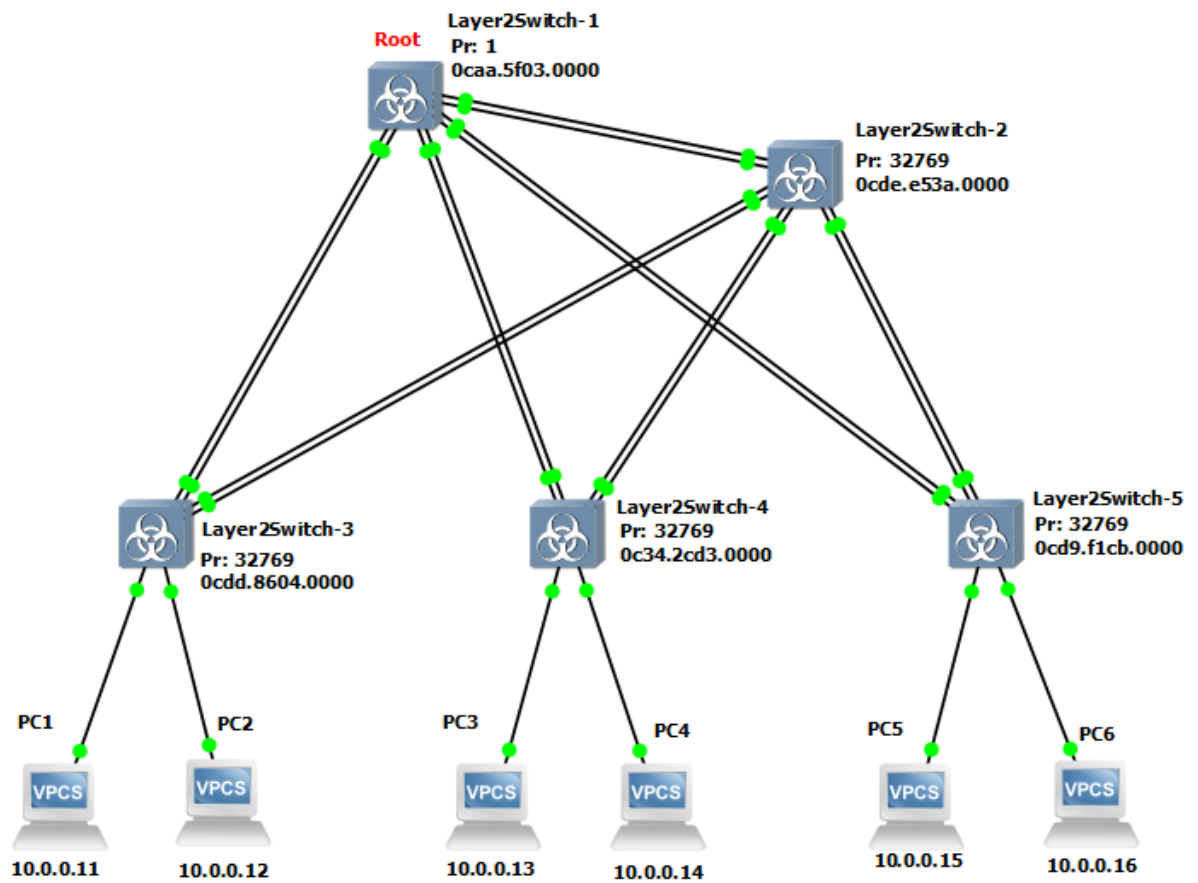 Root
Layer2Switch-1
Pr: 1
0caa.5f03.0000
Layer2Switch-2
Pr: 32769
0cde.e53a.0000
Layer2Switch-3
Pr: 32769
0cdd.8604.0000
Layer2Switch-4
Pr: 32769
0c34.2cd3.0000
Layer2Switch-5
Pr: 32769
0cd9.f1cb.0000
PC1
PC2
PC3
PC4
PC5
PC6
VPCS
VPCS
VPCS
VPCS
VPCS
VPCS
10.0.0.11
10.0.0.12
10.0.0.13
10.0.0.14
10.0.0.15
10.0.0.16